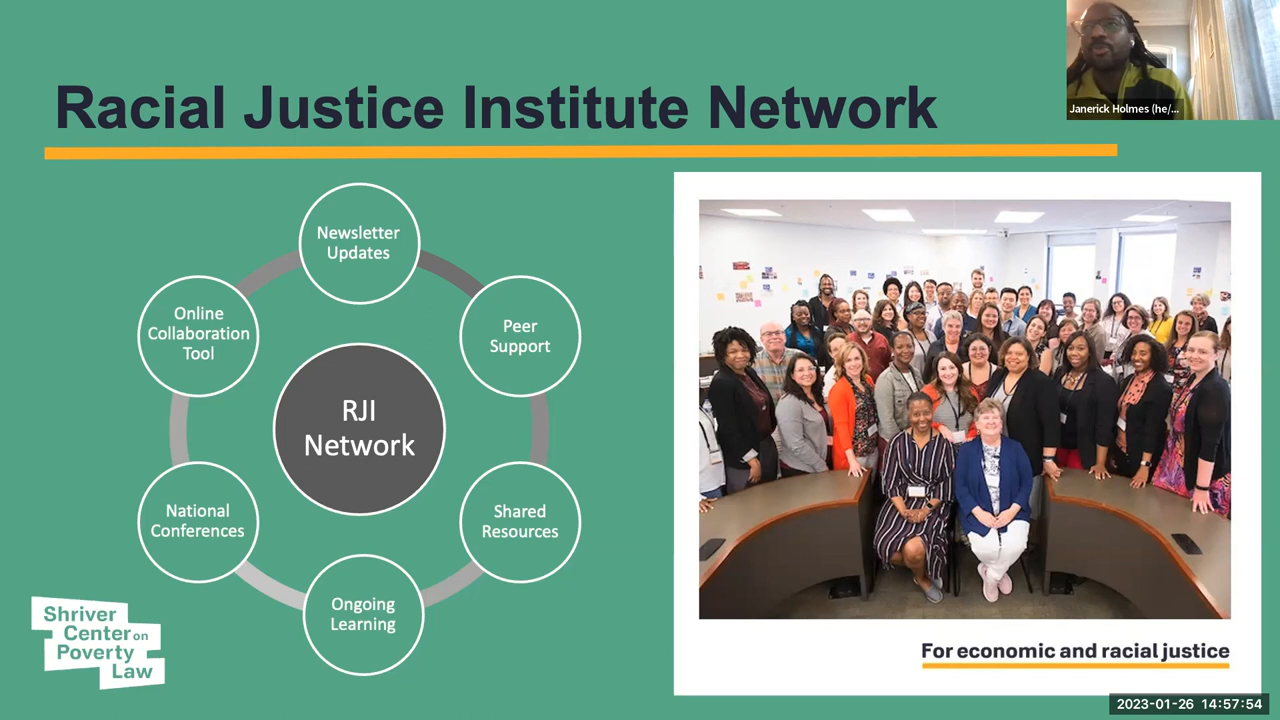 Racial Justice Institute Network
Janerick Holmes (he/...
Newsletter
Updates
Peer
Support
Shared
Resources
Ongoing
Learning
National
Conferences
Online
Collaboration
Tool
RJI
Network
Shriver
Center on
Poverty
Law
For economic and racial justice
2023-01-26 14:57:54